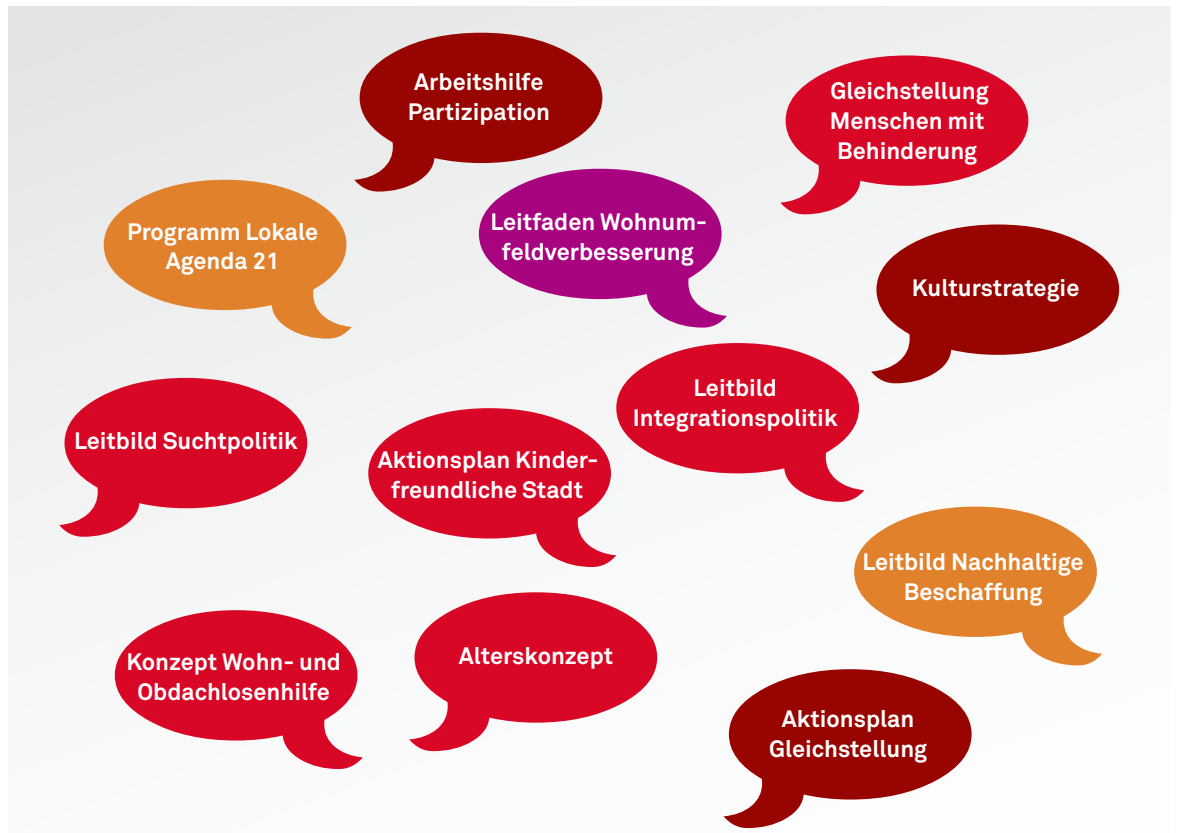 Arbeitshilfe
Partizipation
Gleichstellung
Menschen mit
Behinderung
Programm Lokale
Agenda 21
Leitfaden Wohnum-
feldverbesserung
Kulturstrategie
Leitbild
Integrationspolitik
Leitbild Suchtpolitik
Aktionsplan Kinder-
freundliche Stadt
Leitbild Nachhaltige
Beschaffung
Konzept Wohn- und
Obdachlosenhilfe
Alterskonzept
Aktionsplan
Gleichstellung